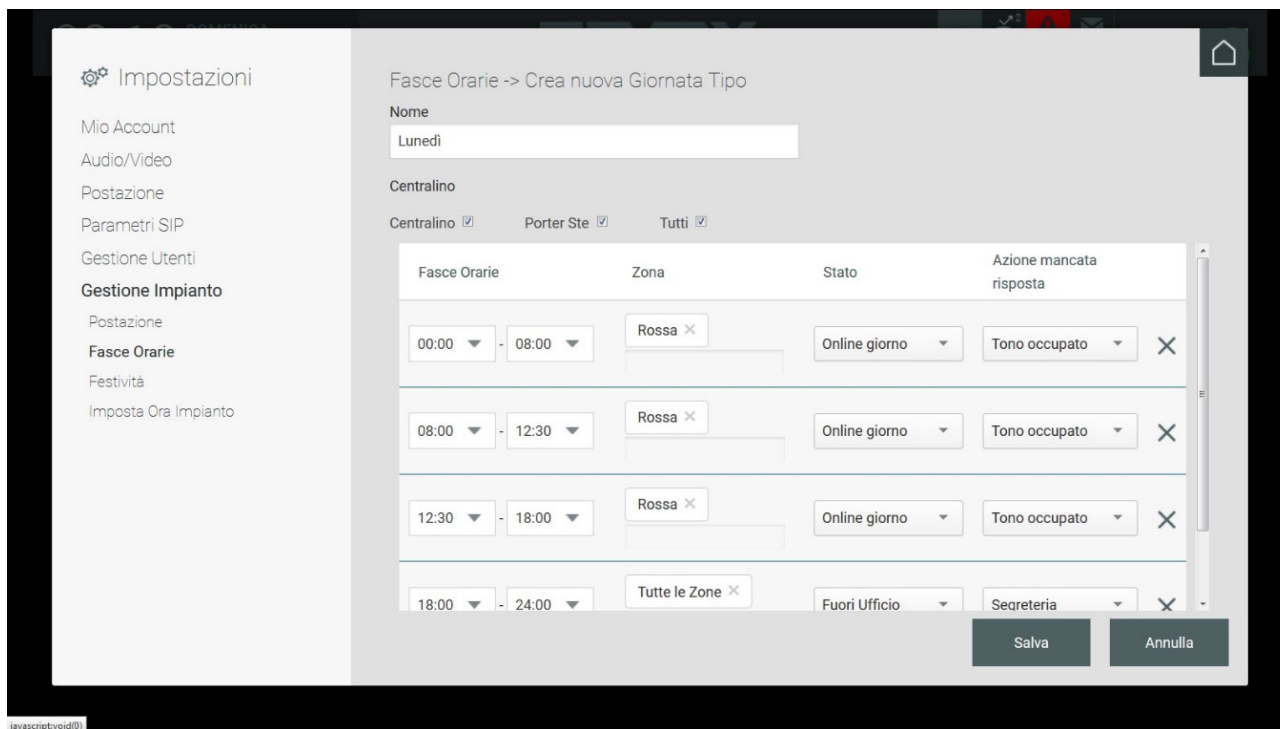 Impostazioni
Mio Account
Audio/Video
Postazione
Parametri SIP
Gestione Utenti
Gestione Impianto
Postazione
Fasce Orarie
Festività
Imposta Ora Impianto
Fasce Orarie -> Crea nuova Giornata Tipo
Nome
Lunedì
Centralino
Centralino Porter Ste Tutti
Fasce Orarie Zona Stato Azione mancata risposta
00:00 - 08:00 Rossa Online giorno Tono occupato
08:00 - 12:30 Rossa Online giorno Tono occupato
12:30 - 18:00 Rossa Online giorno Tono occupato
18:00 - 24:00 Tutte le Zone Fuori Ufficio Segreteria
Salva Annulla
javascript:void(0)